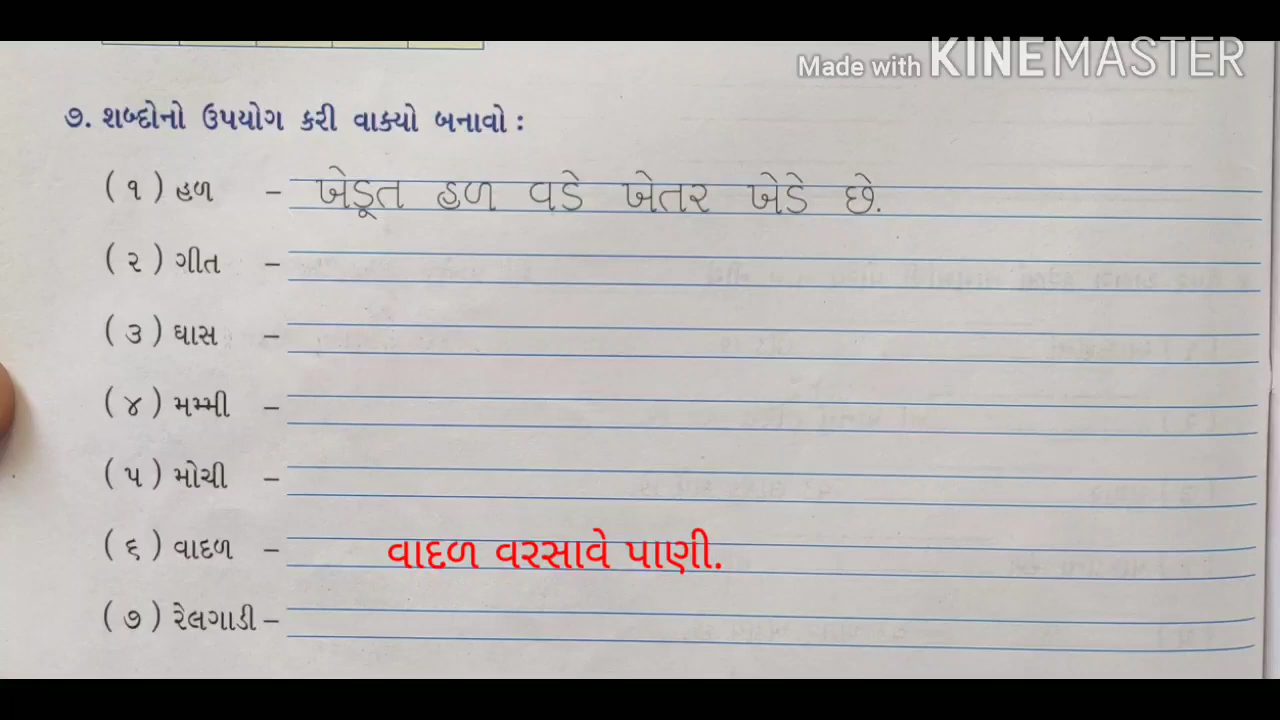 Made with KINEMASTER
૭. શબ્દોનો ઉપયોગ કરી વાક્યો બનાવો :
( ૧ ) હળ – ખેડૂત હળ વડે ખેતર ખેડે છે.
( ૨ ) ગીત –
( ૩ ) ઘાસ –
( ૪ ) મમ્મી –
( ૫ ) મોચી –
( ૬ ) વાદળ – વાદળ વરસાવે પાણી.
( ૭ ) રેલગાડી –